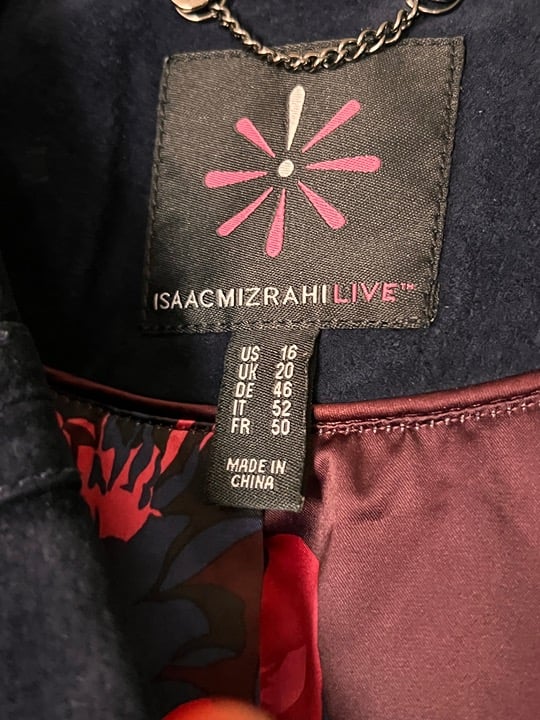 ISAACMIZRAHILIVE™
US 16
UK 20
DE 46
IT 52
FR 50
MADE IN
CHINA